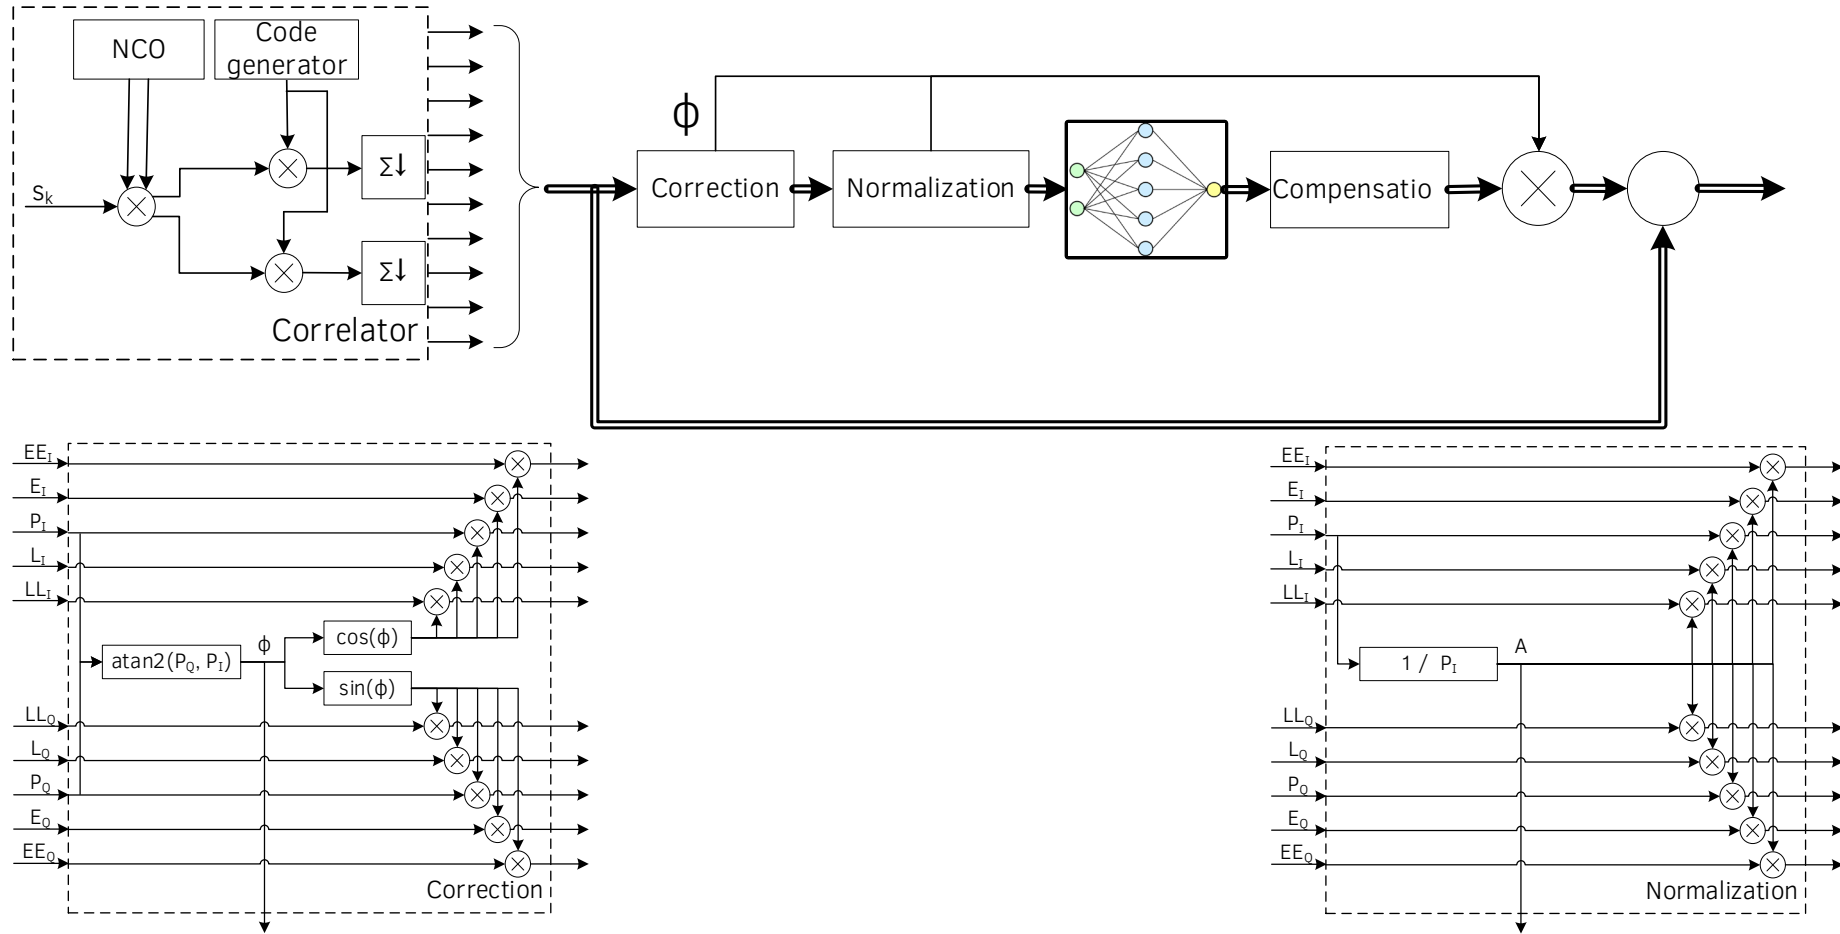 NCO
Code
generator
S_k
Σ↓
Σ↓
Correlator
ϕ
Correction
Normalization
Compensatio
EE_I
E_I
P_I
L_I
LL_I
atan2(P_Q, P_I)
ϕ
cos(ϕ)
sin(ϕ)
LL_Q
L_Q
P_Q
E_Q
EE_Q
Correction
EE_I
E_I
P_I
L_I
LL_I
1 / P_I
A
LL_Q
L_Q
P_Q
E_Q
EE_Q
Normalization